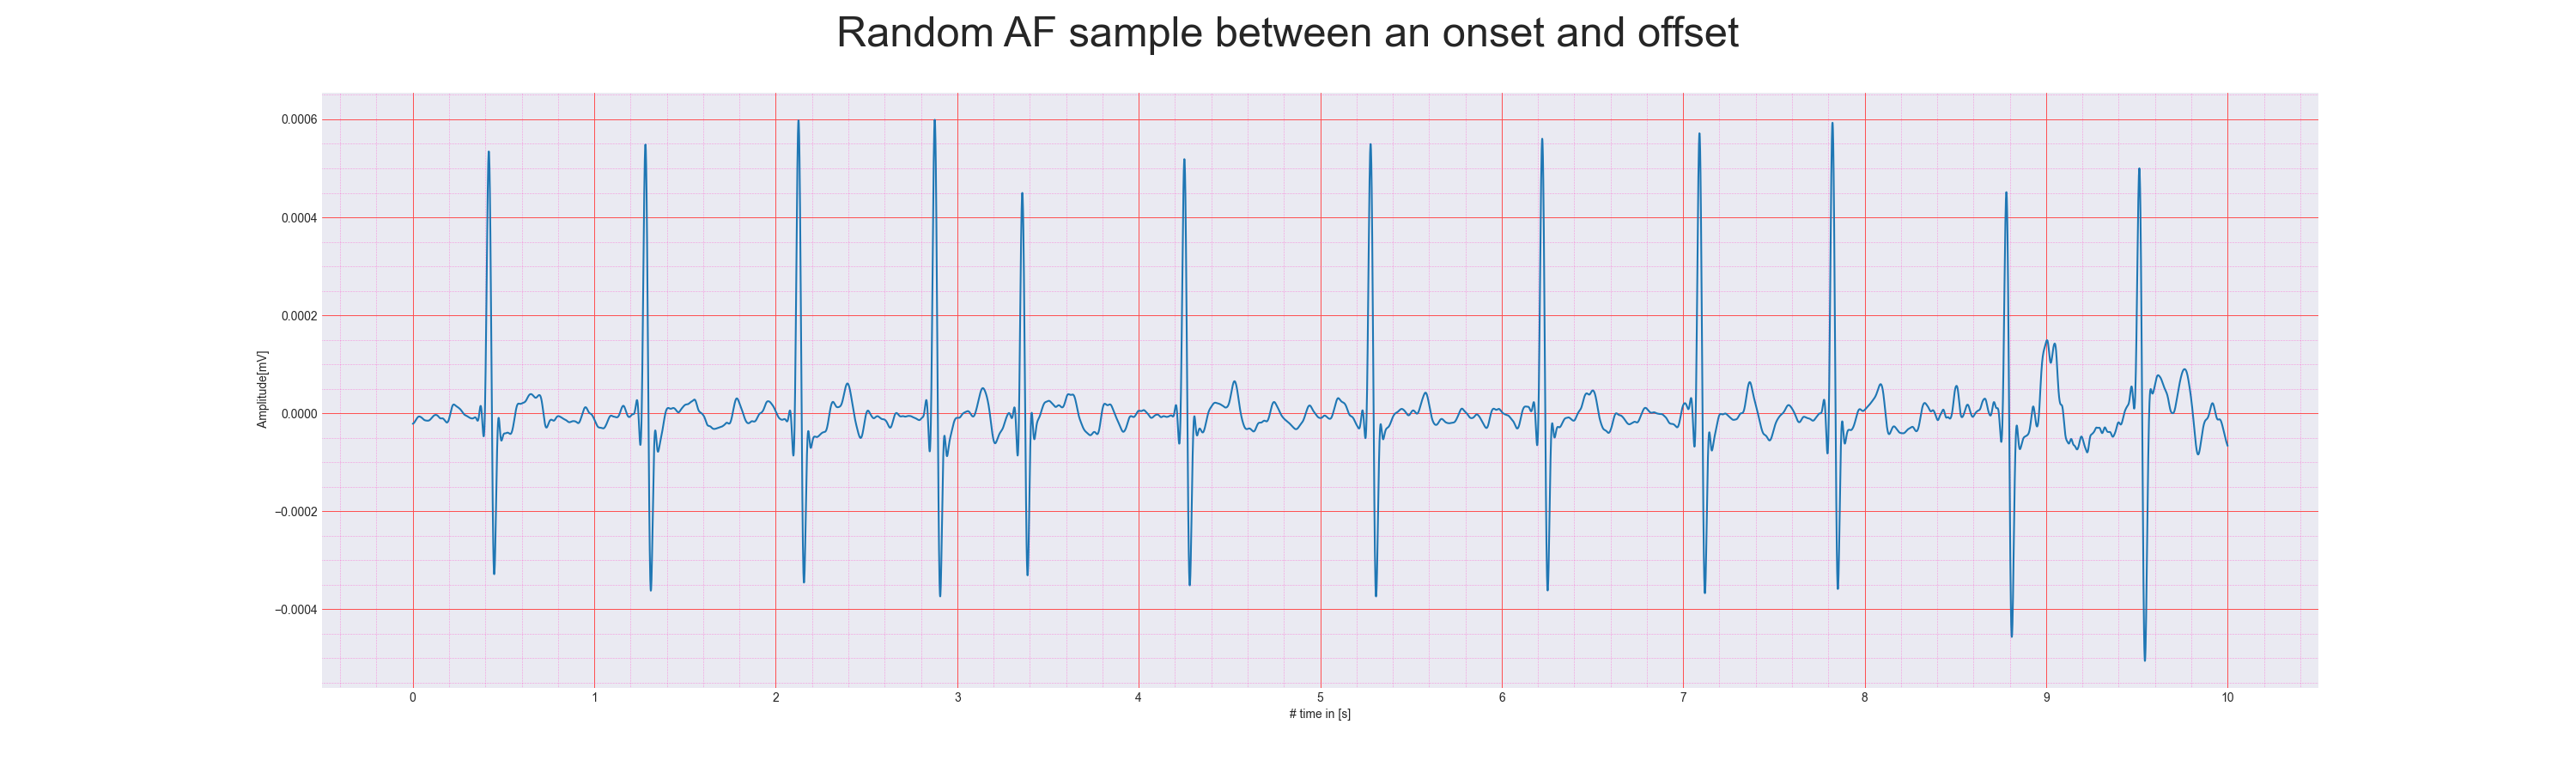 Random AF sample between an onset and offset
0.0006
0.0004
0.0002
0.0000
−0.0002
−0.0004
Amplitude[mV]
0 1 2 3 4 5 6 7 8 9 10
# time in [s]